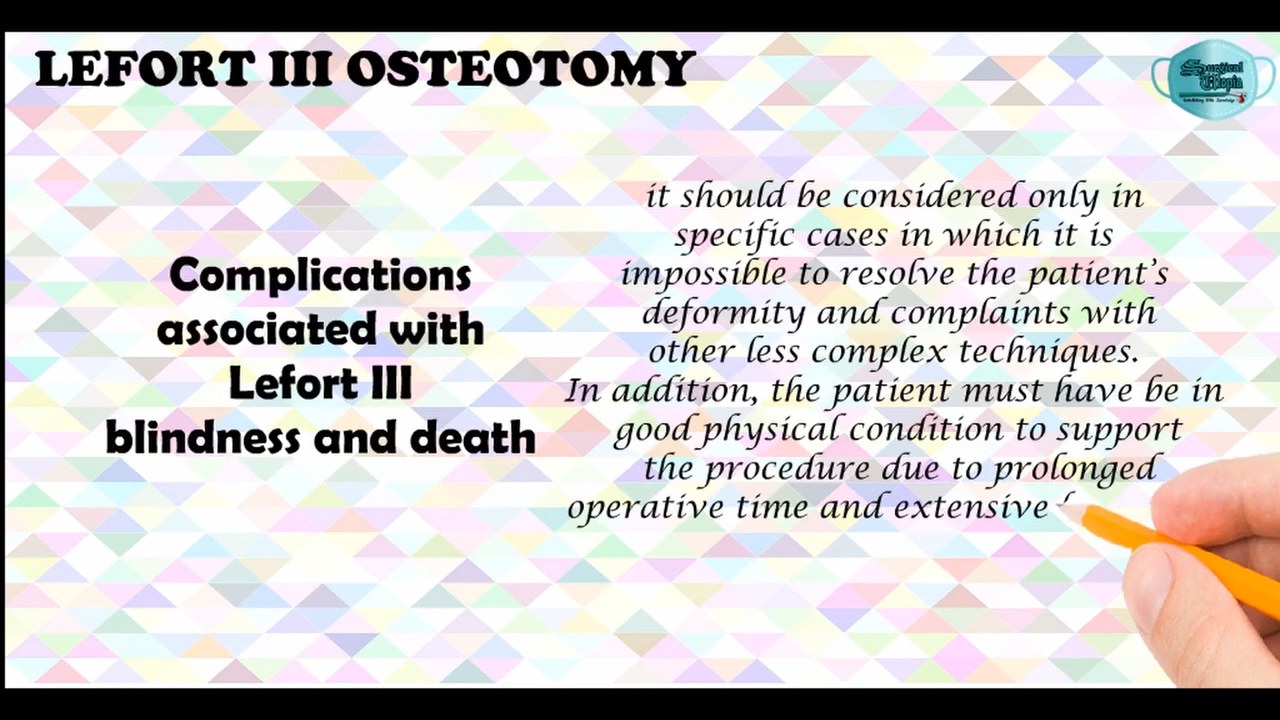 LEFORT III OSTEOTOMY
Surgical
Utopia
Complications
associated with
Lefort III
blindness and death
it should be considered only in
specific cases in which it is
impossible to resolve the patient’s
deformity and complaints with
other less complex techniques.
In addition, the patient must have be in
good physical condition to support
the procedure due to prolonged
operative time and extensive